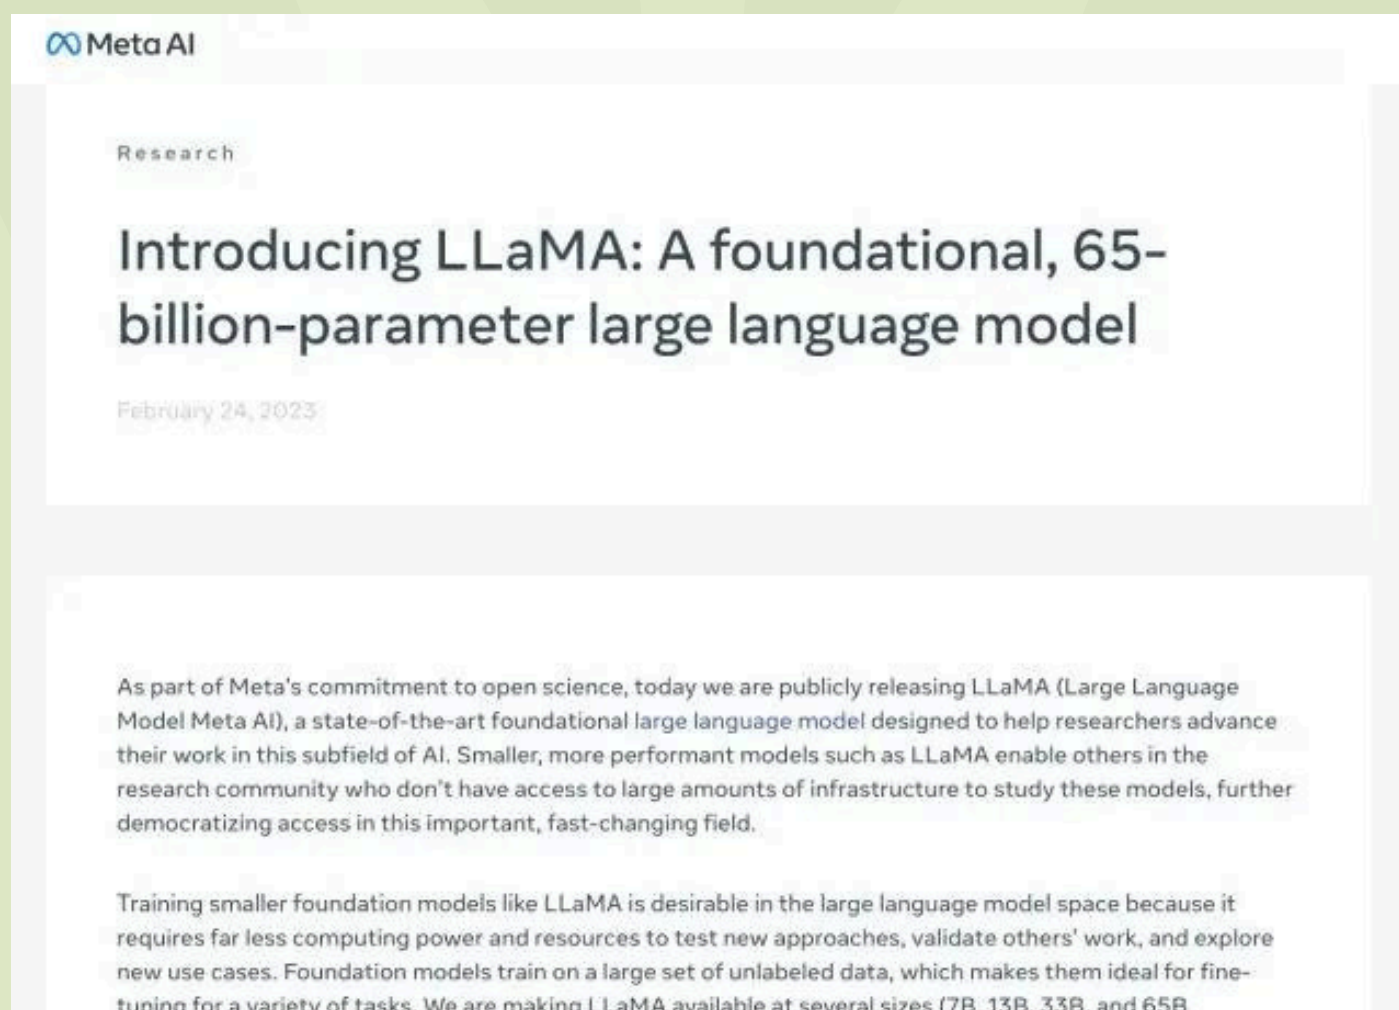 Meta AI
Research
Introducing LLaMA: A foundational, 65-
billion-parameter large language model
February 24, 2023
As part of Meta's commitment to open science, today we are publicly releasing LLaMA (Large Language
Model Meta AI), a state-of-the-art foundational large language model designed to help researchers advance
their work in this subfield of AI. Smaller, more performant models such as LLaMA enable others in the
research community who don't have access to large amounts of infrastructure to study these models, further
democratizing access in this important, fast-changing field.
Training smaller foundation models like LLaMA is desirable in the large language model space because it
requires far less computing power and resources to test new approaches, validate others' work, and explore
new use cases. Foundation models train on a large set of unlabeled data, which makes them ideal for fine-
tuning for a variety of tasks. We are making LLaMA available at several sizes (7B, 13B, 33B, and 65B